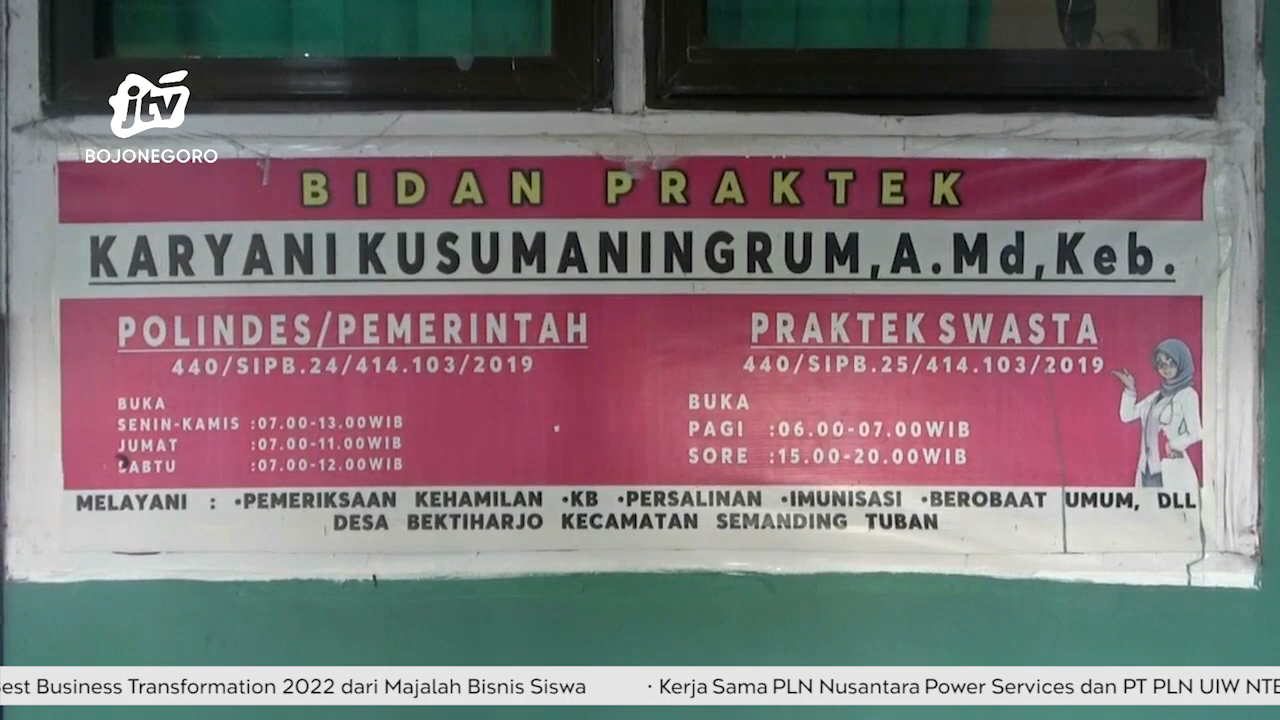 jtv
BOJONEGORO
BIDAN PRAKTEK
KARYANI KUSUMANINGRUM,A.Md,Keb.
POLINDES/PEMERINTAH
440/SIPB.24/414.103/2019
BUKA
SENIN-KAMIS :07.00-13.00WIB
JUMAT :07.00-11.00WIB
SABTU :07.00-12.00WIB
PRAKTEK SWASTA
440/SIPB.25/414.103/2019
BUKA
PAGI :06.00-07.00WIB
SORE :15.00-20.00WIB
MELAYANI : •PEMERIKSAAN KEHAMILAN •KB •PERSALINAN •IMUNISASI •BEROBAAT UMUM, DLL
DESA BEKTIHARJO KECAMATAN SEMANDING TUBAN
est Business Transformation 2022 dari Majalah Bisnis Siswa · Kerja Sama PLN Nusantara Power Services dan PT PLN UIW NTB